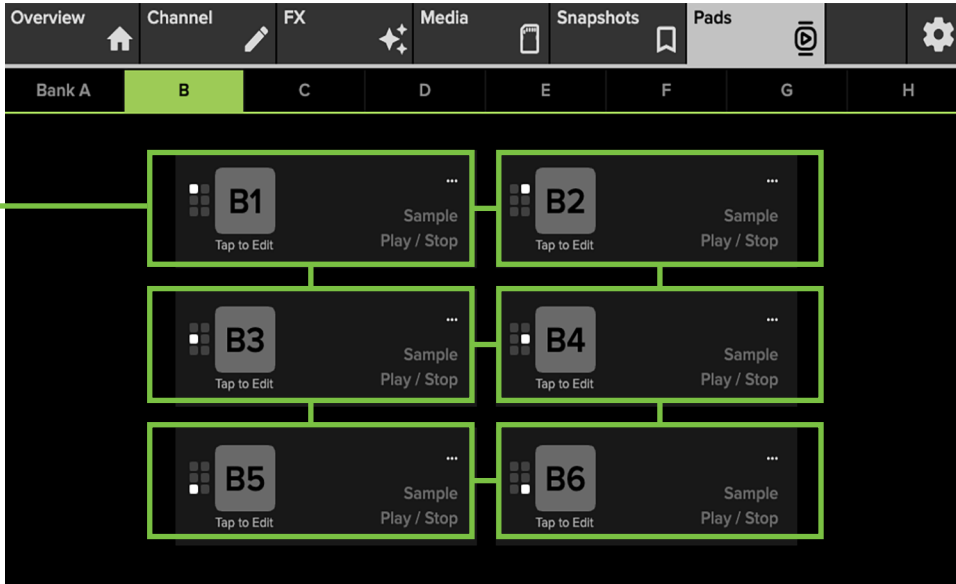 Overview Channel FX Media Snapshots Pads
Bank A B C D E F G H
B1 ... Sample
Tap to Edit Play / Stop
B2 ... Sample
Tap to Edit Play / Stop
B3 ... Sample
Tap to Edit Play / Stop
B4 ... Sample
Tap to Edit Play / Stop
B5 ... Sample
Tap to Edit Play / Stop
B6 ... Sample
Tap to Edit Play / Stop